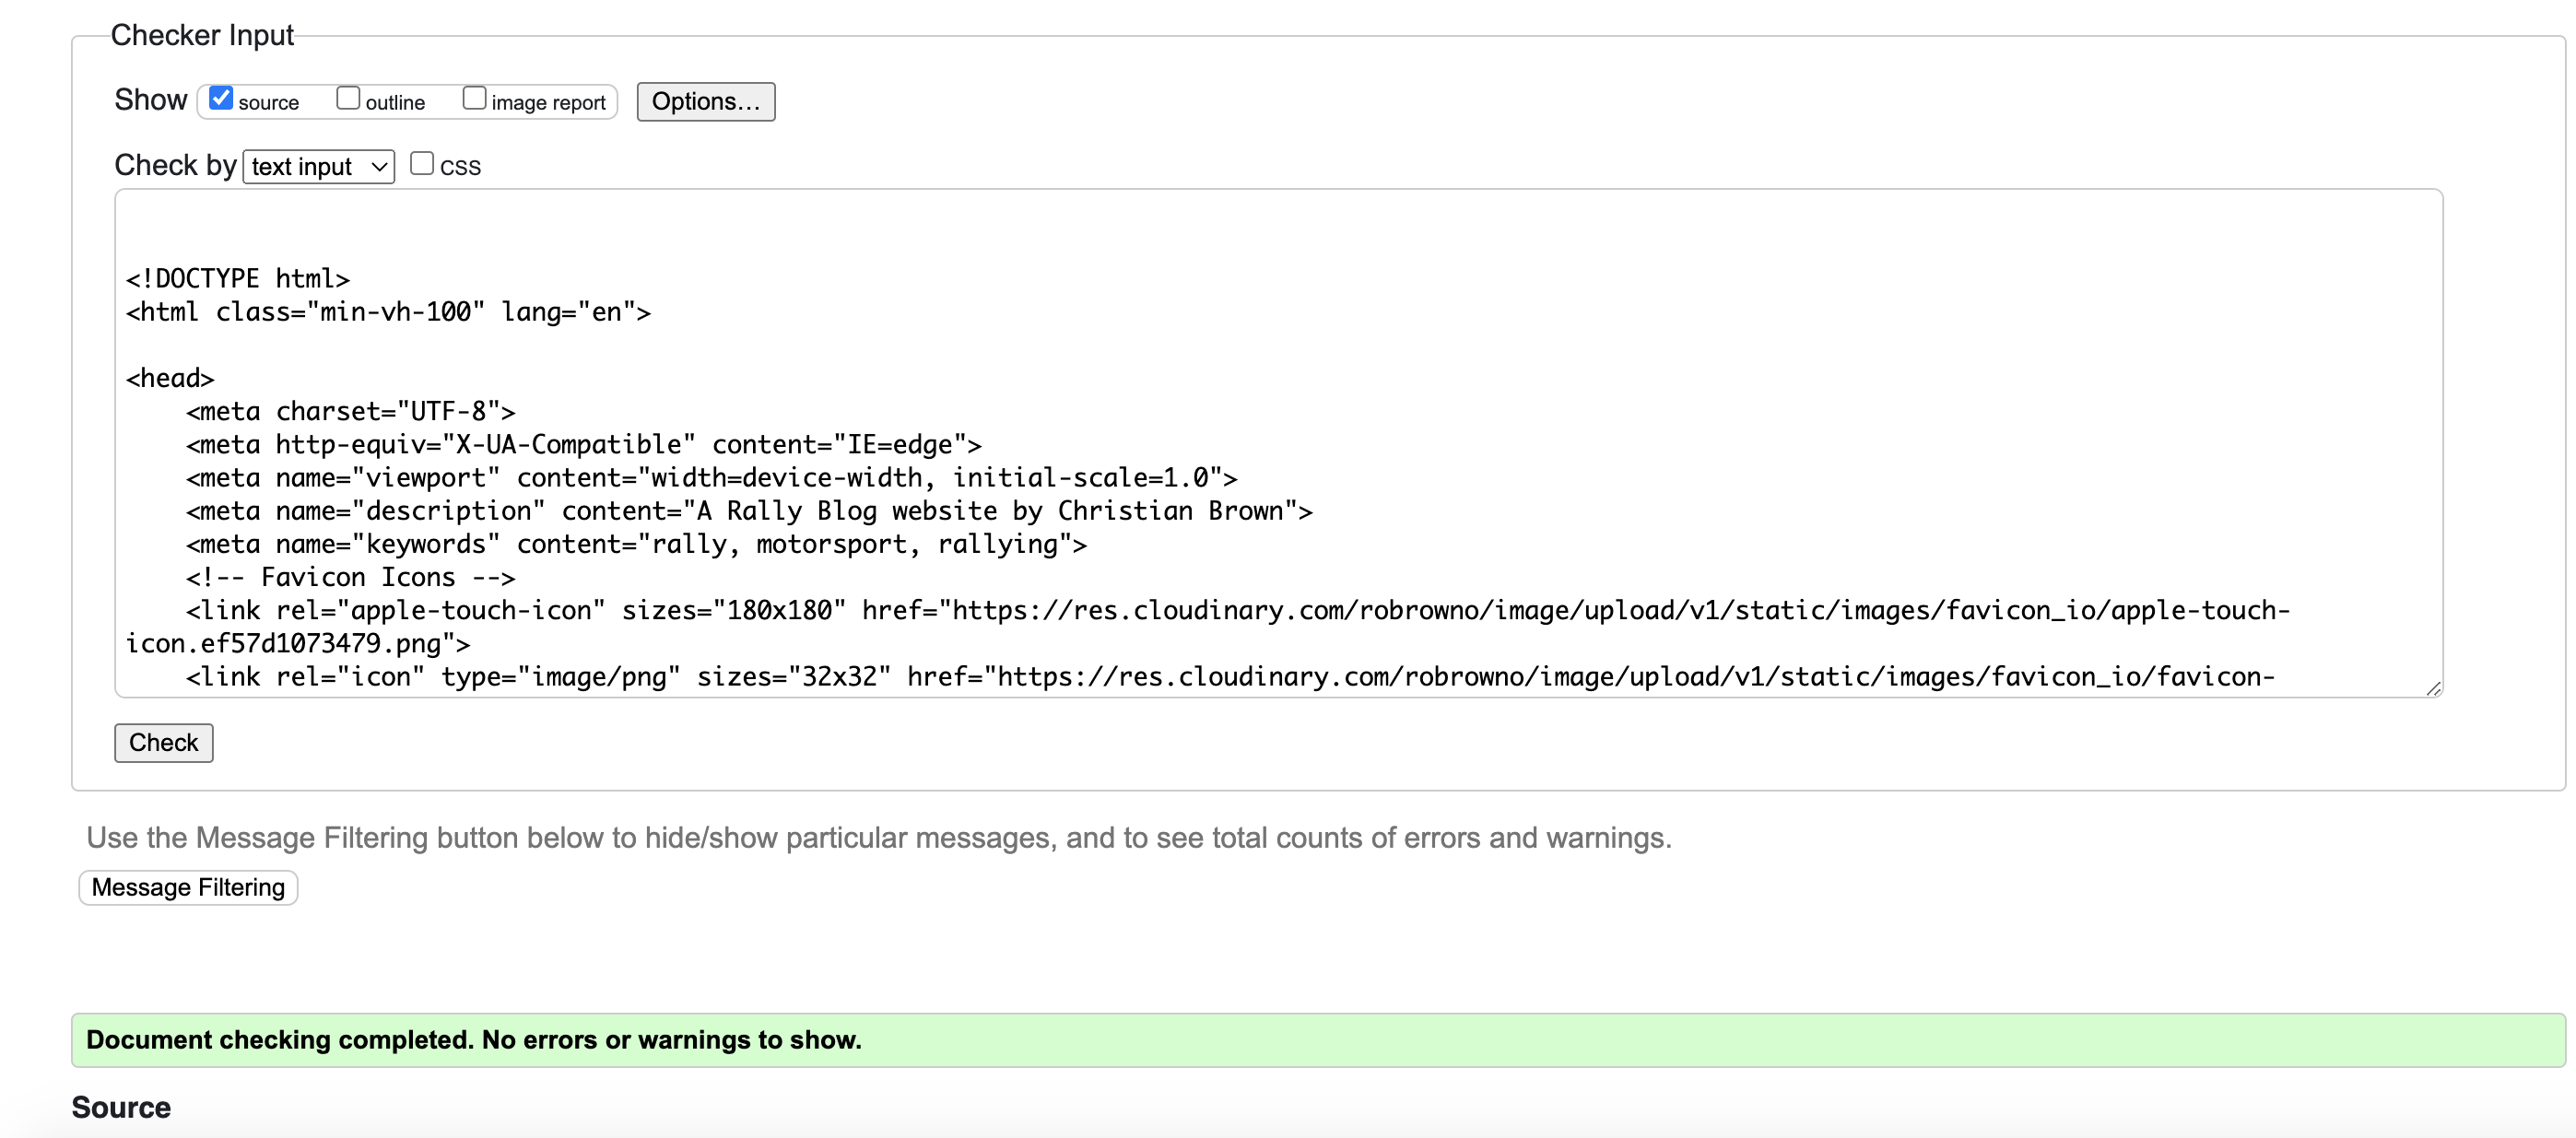 Checker Input
Show source outline image report Options...
Check by text input CSS
<!DOCTYPE html>
<html class="min-vh-100" lang="en">
<head>
<meta charset="UTF-8">
<meta http-equiv="X-UA-Compatible" content="IE=edge">
<meta name="viewport" content="width=device-width, initial-scale=1.0">
<meta name="description" content="A Rally Blog website by Christian Brown">
<meta name="keywords" content="rally, motorsport, rallying">
<!-- Favicon Icons -->
<link rel="apple-touch-icon" sizes="180x180" href="https://res.cloudinary.com/robrowno/image/upload/v1/static/images/favicon_io/apple-touch-
icon.ef57d1073479.png">
<link rel="icon" type="image/png" sizes="32x32" href="https://res.cloudinary.com/robrowno/image/upload/v1/static/images/favicon_io/favicon-
Check
Use the Message Filtering button below to hide/show particular messages, and to see total counts of errors and warnings.
Message Filtering
Document checking completed. No errors or warnings to show.
Source